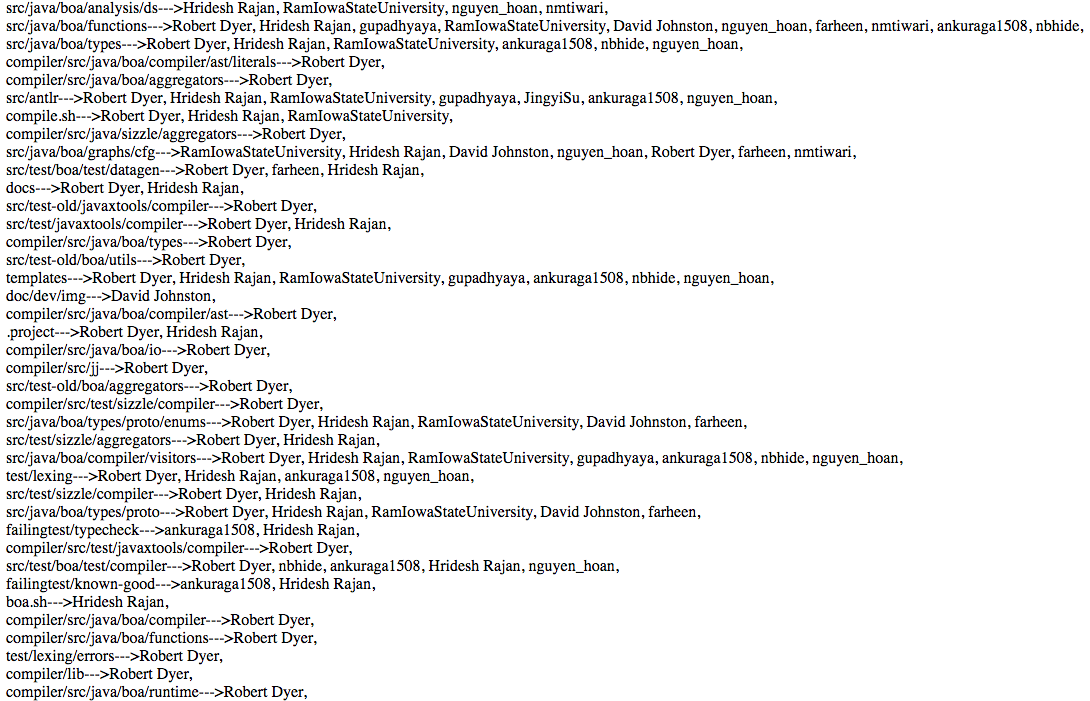 src/java/boa/analysis/ds--->Hridesh Rajan, RamIowaStateUniversity, nguyen_hoan, nmtiwari,
src/java/boa/functions--->Robert Dyer, Hridesh Rajan, gupadhyaya, RamIowaStateUniversity, David Johnston, nguyen_hoan, farheen, nmtiwari, ankuraga1508, nbhide,
src/java/boa/types--->Robert Dyer, Hridesh Rajan, RamIowaStateUniversity, ankuraga1508, nbhide, nguyen_hoan,
compiler/src/java/boa/compiler/ast/literals--->Robert Dyer,
compiler/src/java/boa/aggregators--->Robert Dyer,
src/antlr--->Robert Dyer, Hridesh Rajan, RamIowaStateUniversity, gupadhyaya, JingyiSu, ankuraga1508, nguyen_hoan,
compile.sh--->Robert Dyer, Hridesh Rajan, RamIowaStateUniversity,
compiler/src/java/sizzle/aggregators--->Robert Dyer,
src/java/boa/graphs/cfg--->RamIowaStateUniversity, Hridesh Rajan, David Johnston, nguyen_hoan, Robert Dyer, farheen, nmtiwari,
src/test/boa/test/datagen--->Robert Dyer, farheen, Hridesh Rajan,
docs--->Robert Dyer, Hridesh Rajan,
src/test-old/javaxtools/compiler--->Robert Dyer,
src/test/javaxtools/compiler--->Robert Dyer, Hridesh Rajan,
compiler/src/java/boa/types--->Robert Dyer,
src/test-old/boa/utils--->Robert Dyer,
templates--->Robert Dyer, Hridesh Rajan, RamIowaStateUniversity, gupadhyaya, ankuraga1508, nbhide, nguyen_hoan,
doc/dev/img--->David Johnston,
compiler/src/java/boa/compiler/ast--->Robert Dyer,
.project--->Robert Dyer, Hridesh Rajan,
compiler/src/java/boa/io--->Robert Dyer,
compiler/src/jj--->Robert Dyer,
src/test-old/boa/aggregators--->Robert Dyer,
compiler/src/test/sizzle/compiler--->Robert Dyer,
src/java/boa/types/proto/enums--->Robert Dyer, Hridesh Rajan, RamIowaStateUniversity, David Johnston, farheen,
src/test/sizzle/aggregators--->Robert Dyer, Hridesh Rajan,
src/java/boa/compiler/visitors--->Robert Dyer, Hridesh Rajan, RamIowaStateUniversity, gupadhyaya, ankuraga1508, nbhide, nguyen_hoan,
test/lexing--->Robert Dyer, Hridesh Rajan, ankuraga1508, nguyen_hoan,
src/test/sizzle/compiler--->Robert Dyer, Hridesh Rajan,
src/java/boa/types/proto--->Robert Dyer, Hridesh Rajan, RamIowaStateUniversity, David Johnston, farheen,
failingtest/typecheck--->ankuraga1508, Hridesh Rajan,
compiler/src/test/javaxtools/compiler--->Robert Dyer,
src/test/boa/test/compiler--->Robert Dyer, nbhide, ankuraga1508, Hridesh Rajan, nguyen_hoan,
failingtest/known-good--->ankuraga1508, Hridesh Rajan,
boa.sh--->Hridesh Rajan,
compiler/src/java/boa/compiler--->Robert Dyer,
compiler/src/java/boa/functions--->Robert Dyer,
test/lexing/errors--->Robert Dyer,
compiler/lib--->Robert Dyer,
compiler/src/java/boa/runtime--->Robert Dyer,